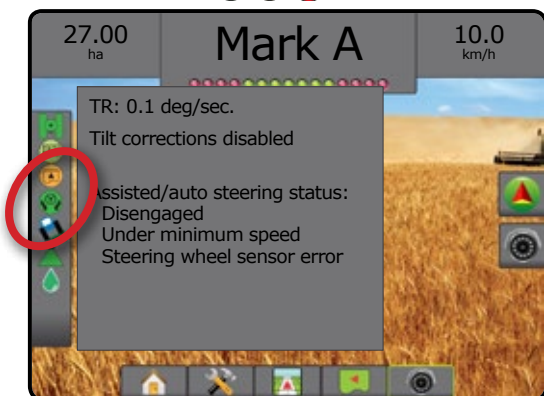 27.00
ha
Mark A
10.0
km/h
TR: 0.1 deg/sec.
Tilt corrections disabled
Assisted/auto steering status:
Disengaged
Under minimum speed
Steering wheel sensor error